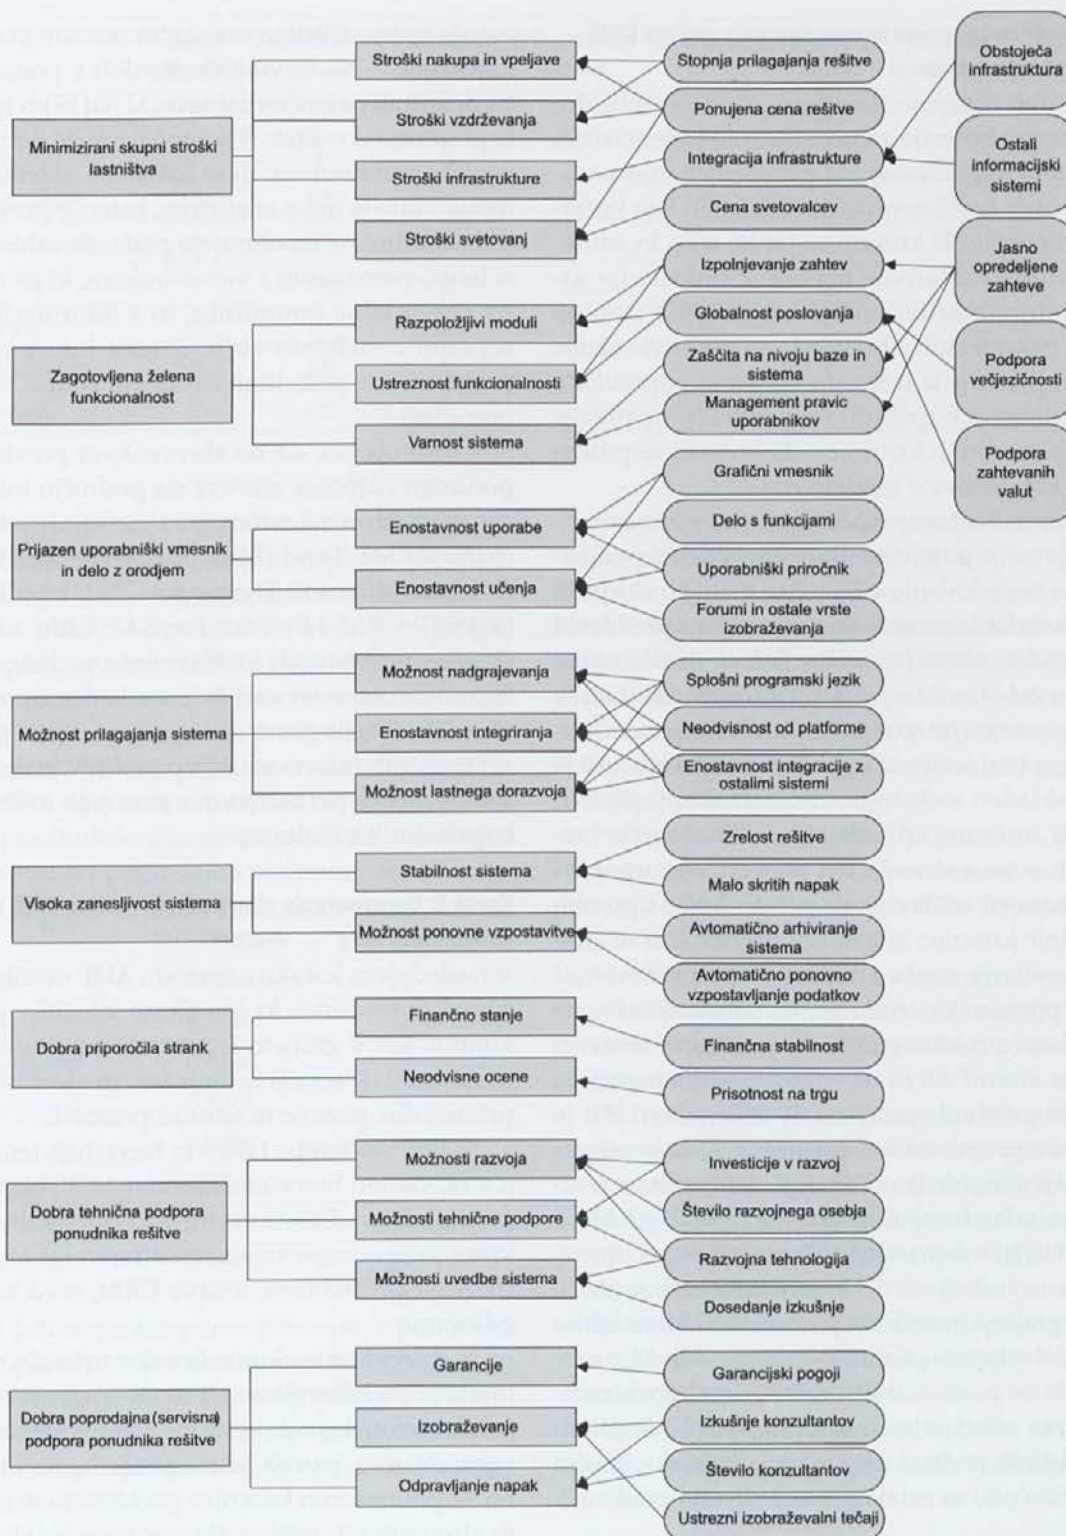 Minimizirani skupni stroški
lastništva
Zagotovljena želena
funkcionalnost
Prijazen uporabniški vmesnik
in delo z orodjem
Možnost prilagajanja sistema
Visoka zanesljivost sistema
Dobra priporočila strank
Dobra tehnična podpora
ponudnika rešitve
Dobra poprodajna (servisna)
podpora ponudnika rešitve
Stroški nakupa in vpeljave
Stroški vzdrževanja
Stroški infrastrukture
Stroški svetovanj
Razpoložljivi moduli
Ustreznost funkcionalnosti
Varnost sistema
Enostavnost uporabe
Enostavnost učenja
Možnost nadgrajevanja
Enostavnost integriranja
Možnost lastnega dorazvoja
Stabilnost sistema
Možnost ponovne vzpostavitve
Finančno stanje
Neodvisne ocene
Možnosti razvoja
Možnosti tehnične podpore
Možnosti uvedbe sistema
Garancije
Izobraževanje
Odpravljanje napak
Stopnja prilagajanja rešitve
Ponujena cena rešitve
Integracija infrastrukture
Cena svetovalcev
Izpolnjevanje zahtev
Globalnost poslovanja
Zaščita na nivoju baze in
sistema
Management pravic
uporabnikov
Grafični vmesnik
Delo s funkcijami
Uporabniški priročnik
Forumi in ostale vrste
izobraževanja
Splošni programski jezik
Neodvisnost od platforme
Enostavnost integracije z
ostalimi sistemi
Zrelost rešitve
Malo skritih napak
Avtomatično arhiviranje
sistema
Avtomatično ponovno
vzpostavljanje podatkov
Finančna stabilnost
Prisotnost na trgu
Investicije v razvoj
Število razvojnega osebja
Razvojna tehnologija
Dosedanje izkušnje
Garancijski pogoji
Izkušnje konzultantov
Število konzultantov
Ustrezni izobraževalni tečaji
Obstoječa
infrastruktura
Ostali
informacijski
sistemi
Jasno
opredeljene
zahteve
Podpora
večjezičnosti
Podpora
zahtevanih
valut